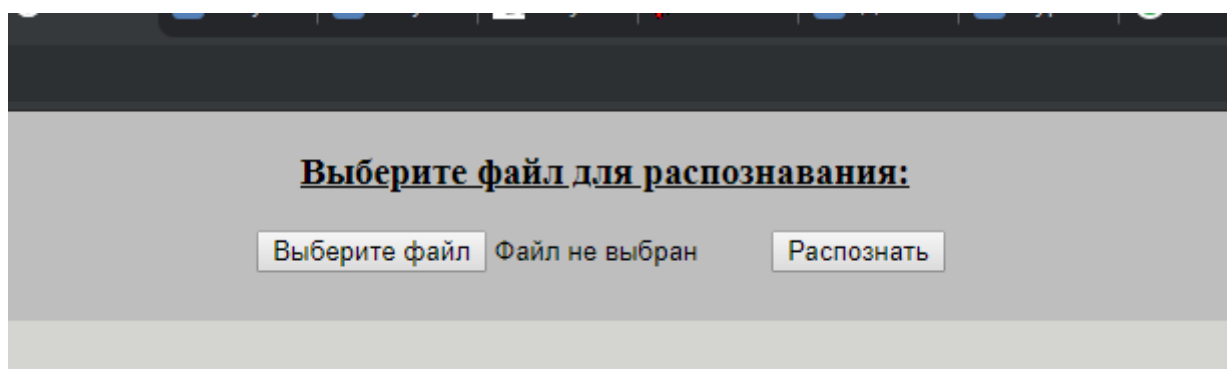 Выберите файл для распознавания:
Выберите файл Файл не выбран Распознать